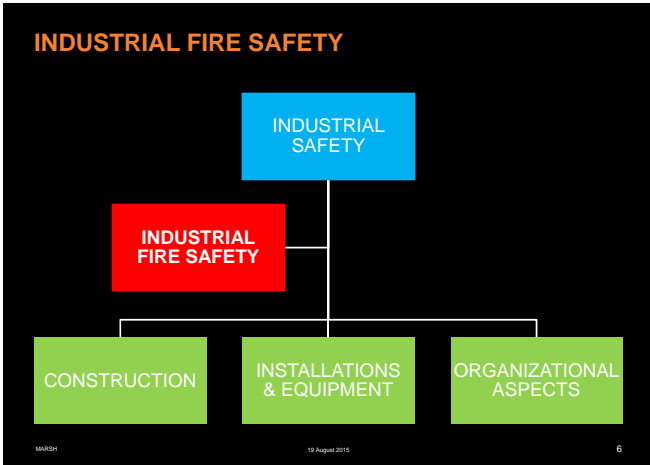 INDUSTRIAL FIRE SAFETY
INDUSTRIAL
SAFETY
INDUSTRIAL
FIRE SAFETY
CONSTRUCTION
INSTALLATIONS
& EQUIPMENT
ORGANIZATIONAL
ASPECTS
MARSH
19 August 2015
6